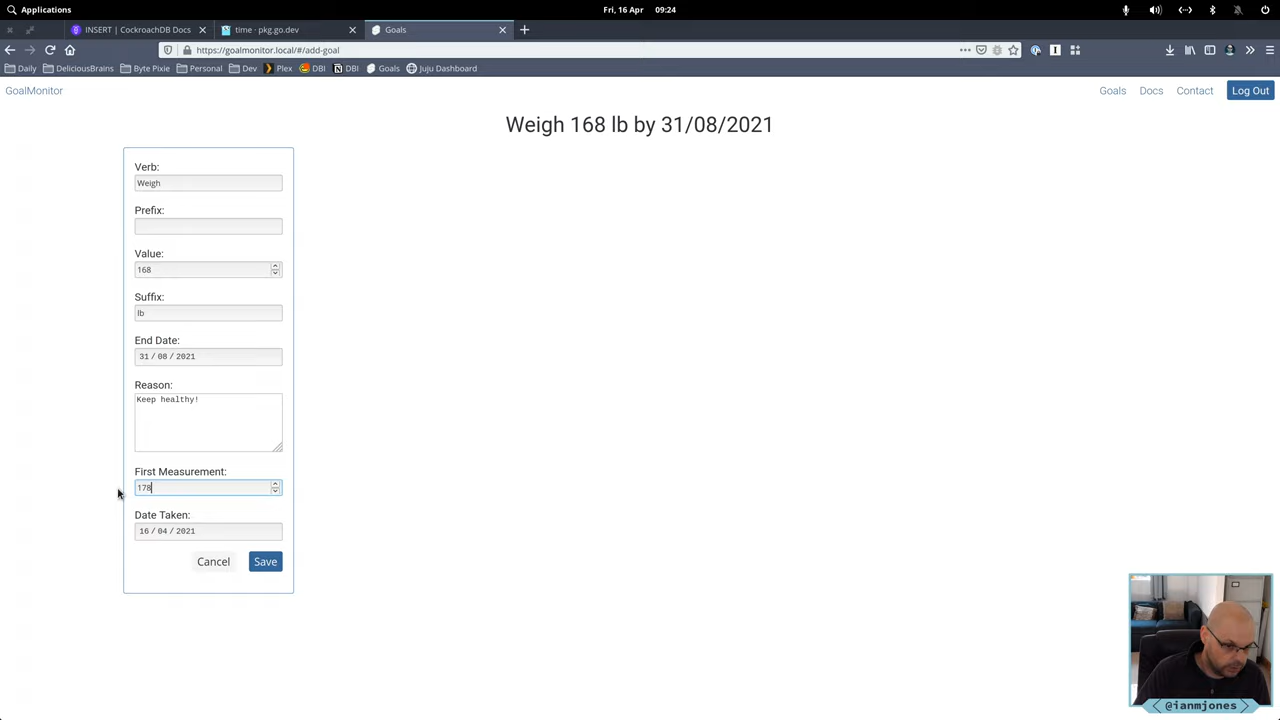 Applications
Fri, 16 Apr 09:24
INSERT | CockroachDB Docs
time · pkg.go.dev
Goals
https://goalmonitor.local/#/add-goal
Daily DeliciousBrains Byte Pixie Personal Dev Plex DBI DBI Goals Juju Dashboard
GoalMonitor
Goals Docs Contact Log Out
Weigh 168 lb by 31/08/2021
Verb:
Weigh
Prefix:
Value:
168
Suffix:
lb
End Date:
31 / 08 / 2021
Reason:
Keep healthy!
First Measurement:
178
Date Taken:
16 / 04 / 2021
Cancel Save
@ianmjones